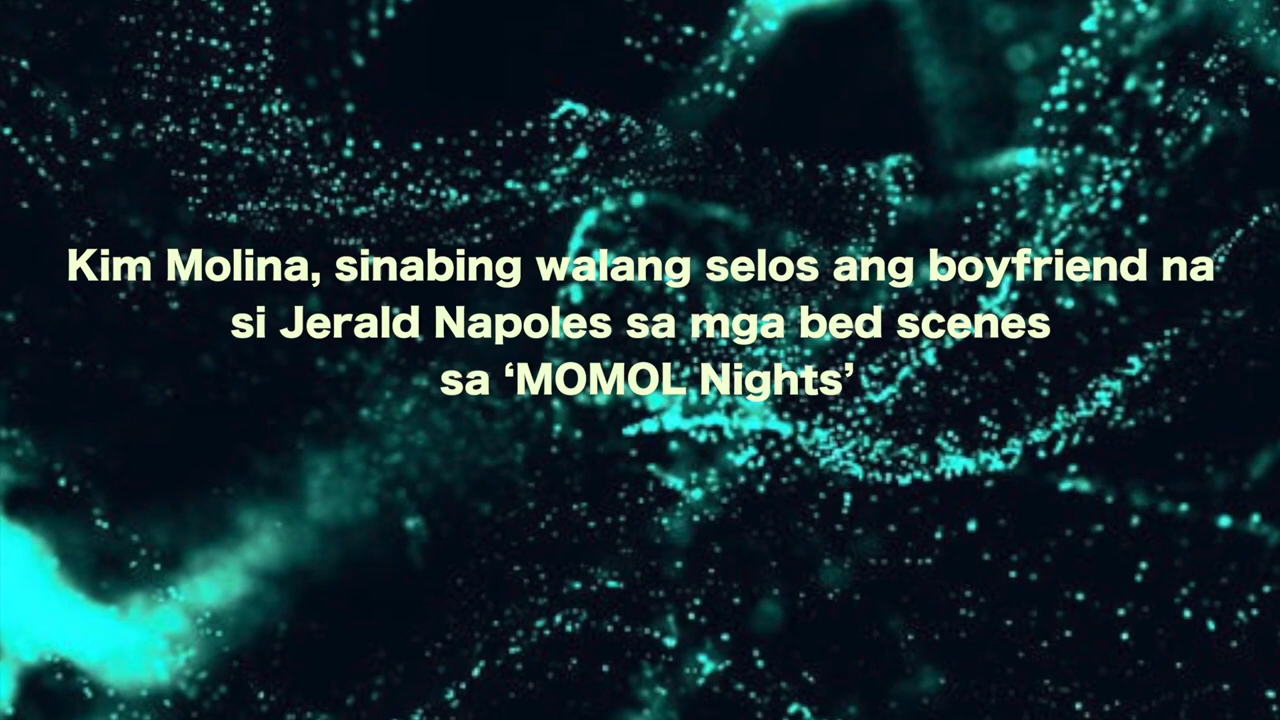 Kim Molina, sinabing walang selos ang boyfriend na
si Jerald Napoles sa mga bed scenes
sa ‘MOMOL Nights’